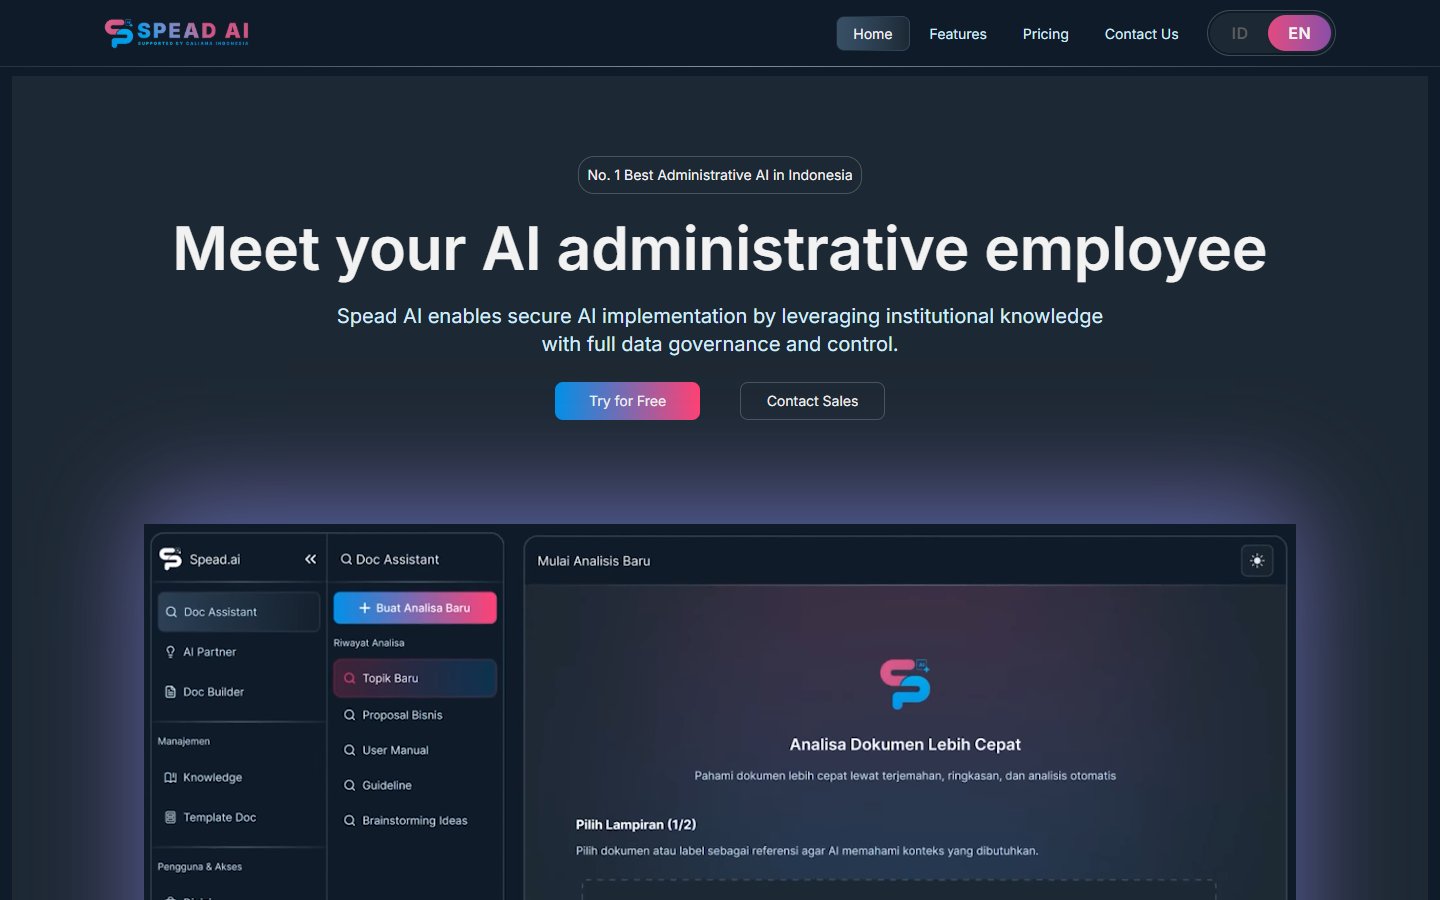 SPEAD AI
SUPPORTED BY CALIANA INDONESIA
Home
Features
Pricing
Contact Us
ID
EN
No. 1 Best Administrative AI in Indonesia
Meet your AI administrative employee
Spead AI enables secure AI implementation by leveraging institutional knowledge
with full data governance and control.
Try for Free
Contact Sales
Spead.ai
Doc Assistant
AI Partner
Doc Builder
Manajemen
Knowledge
Template Doc
Pengguna & Akses
Doc Assistant
+ Buat Analisa Baru
Riwayat Analisa
Topik Baru
Proposal Bisnis
User Manual
Guideline
Brainstorming Ideas
Mulai Analisis Baru
Analisa Dokumen Lebih Cepat
Pahami dokumen lebih cepat lewat terjemahan, ringkasan, dan analisis otomatis
Pilih Lampiran (1/2)
Pilih dokumen atau label sebagai referensi agar AI memahami konteks yang dibutuhkan.